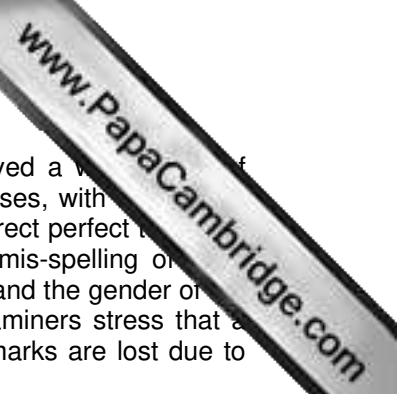 www.PapaCambridge.com
ved a
ses, with
rect perfect
mis-spelling
and the gender of
aminers stress that
marks are lost due to